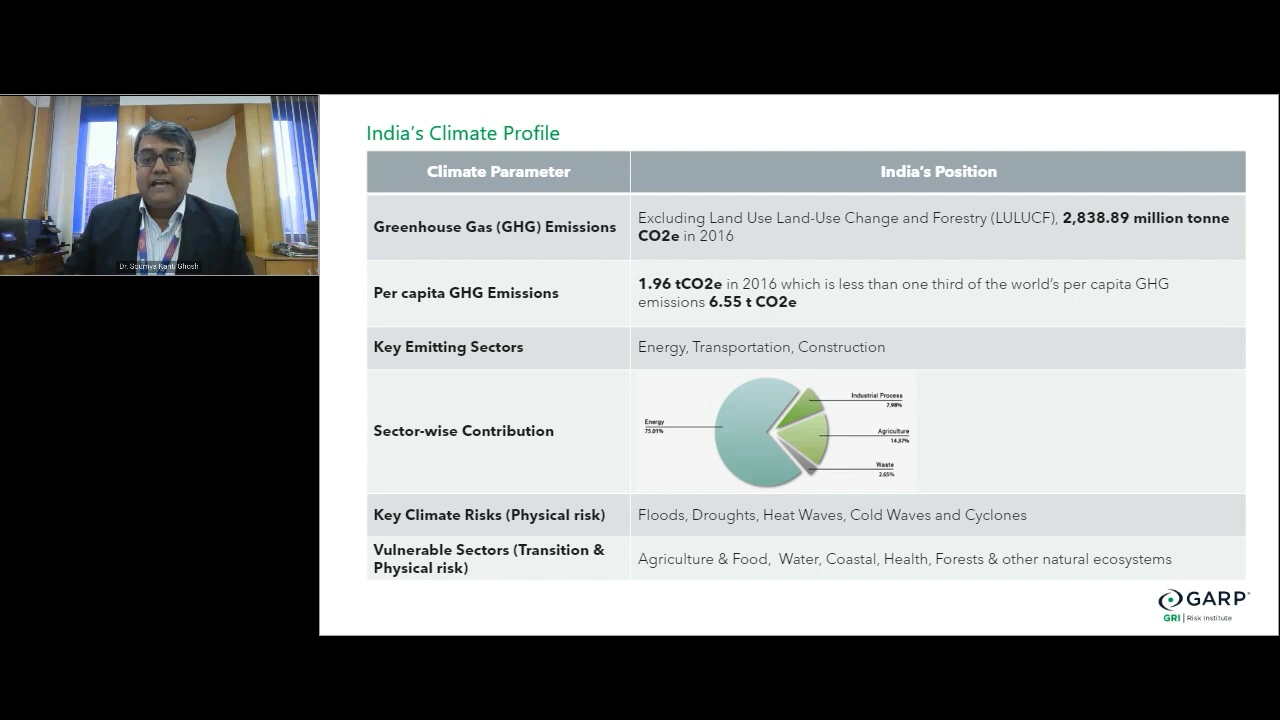 India's Climate Profile
Climate Parameter
India's Position
Greenhouse Gas (GHG) Emissions
Excluding Land Use Land-Use Change and Forestry (LULUCF), 2,838.89 million tonne
CO2e in 2016
Per capita GHG Emissions
1.96 tCO2e in 2016 which is less than one third of the world's per capita GHG
emissions 6.55 t CO2e
Key Emitting Sectors
Energy, Transportation, Construction
Sector-wise Contribution
Energy
75.01%
Industrial Process
7.98%
Agriculture
14.37%
Waste
2.65%
Key Climate Risks (Physical risk)
Floods, Droughts, Heat Waves, Cold Waves and Cyclones
Vulnerable Sectors (Transition &
Physical risk)
Agriculture & Food,  Water, Coastal, Health, Forests & other natural ecosystems
Dr. Soumya Kanti Ghosh
GARP
GRI | Risk Institute